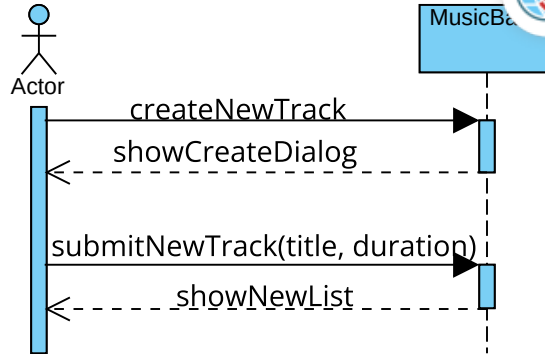 Actor
createNewTrack
showCreateDialog
submitNewTrack(title, duration)
showNewList